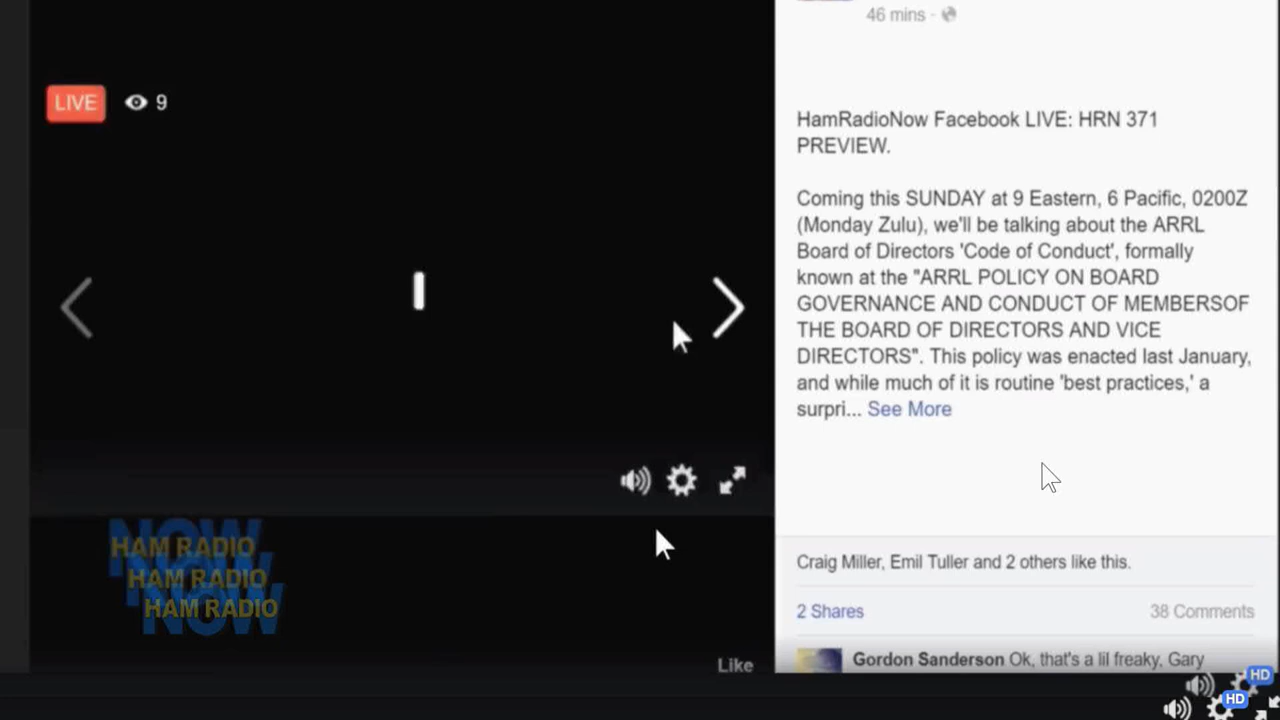 46 mins ·
LIVE 9
HamRadioNow Facebook LIVE: HRN 371
PREVIEW.
Coming this SUNDAY at 9 Eastern, 6 Pacific, 0200Z
(Monday Zulu), we'll be talking about the ARRL
Board of Directors 'Code of Conduct', formally
known at the "ARRL POLICY ON BOARD
GOVERNANCE AND CONDUCT OF MEMBERSOF
THE BOARD OF DIRECTORS AND VICE
DIRECTORS". This policy was enacted last January,
and while much of it is routine 'best practices,' a
surpri... See More
NOW
HAM RADIO
NOW
HAM RADIO
NOW
HAM RADIO
Craig Miller, Emil Tuller and 2 others like this.
2 Shares 38 Comments
Like
Gordon Sanderson Ok, that's a lil freaky, Gary
HD
HD